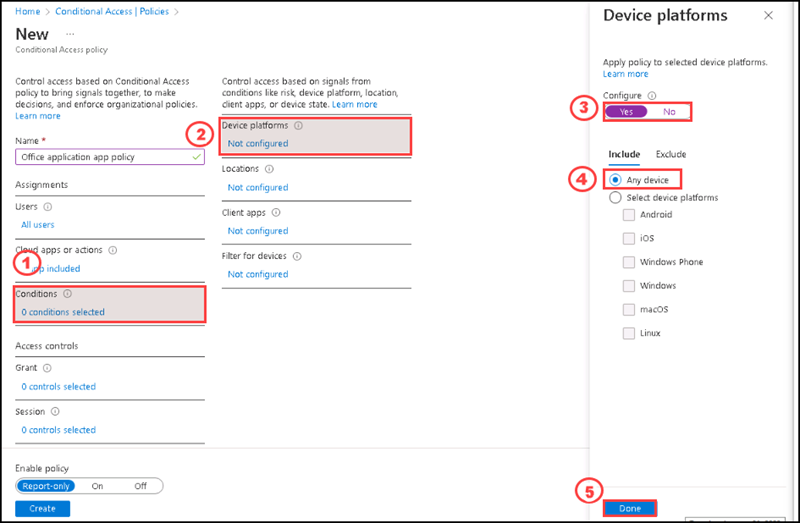 Home > Conditional Access | Policies >
New ...
Conditional Access policy
Control access based on Conditional Access
policy to bring signals together, to make
decisions, and enforce organizational policies.
Learn more
Name *
Office application app policy
Assignments
Users
All users
Cloud apps or actions
1
app included
Conditions
0 conditions selected
Access controls
Grant
0 controls selected
Session
0 controls selected
Enable policy
Report-only On Off
Create
Control access based on signals from
conditions like risk, device platform, location,
client apps, or device state. Learn more
2
Device platforms
Not configured
Locations
Not configured
Client apps
Not configured
Filter for devices
Not configured
Device platforms
Apply policy to selected device platforms.
Learn more
Configure
3
Yes No
Include Exclude
4
Any device
Select device platforms
Android
iOS
Windows Phone
Windows
macOS
Linux
5
Done